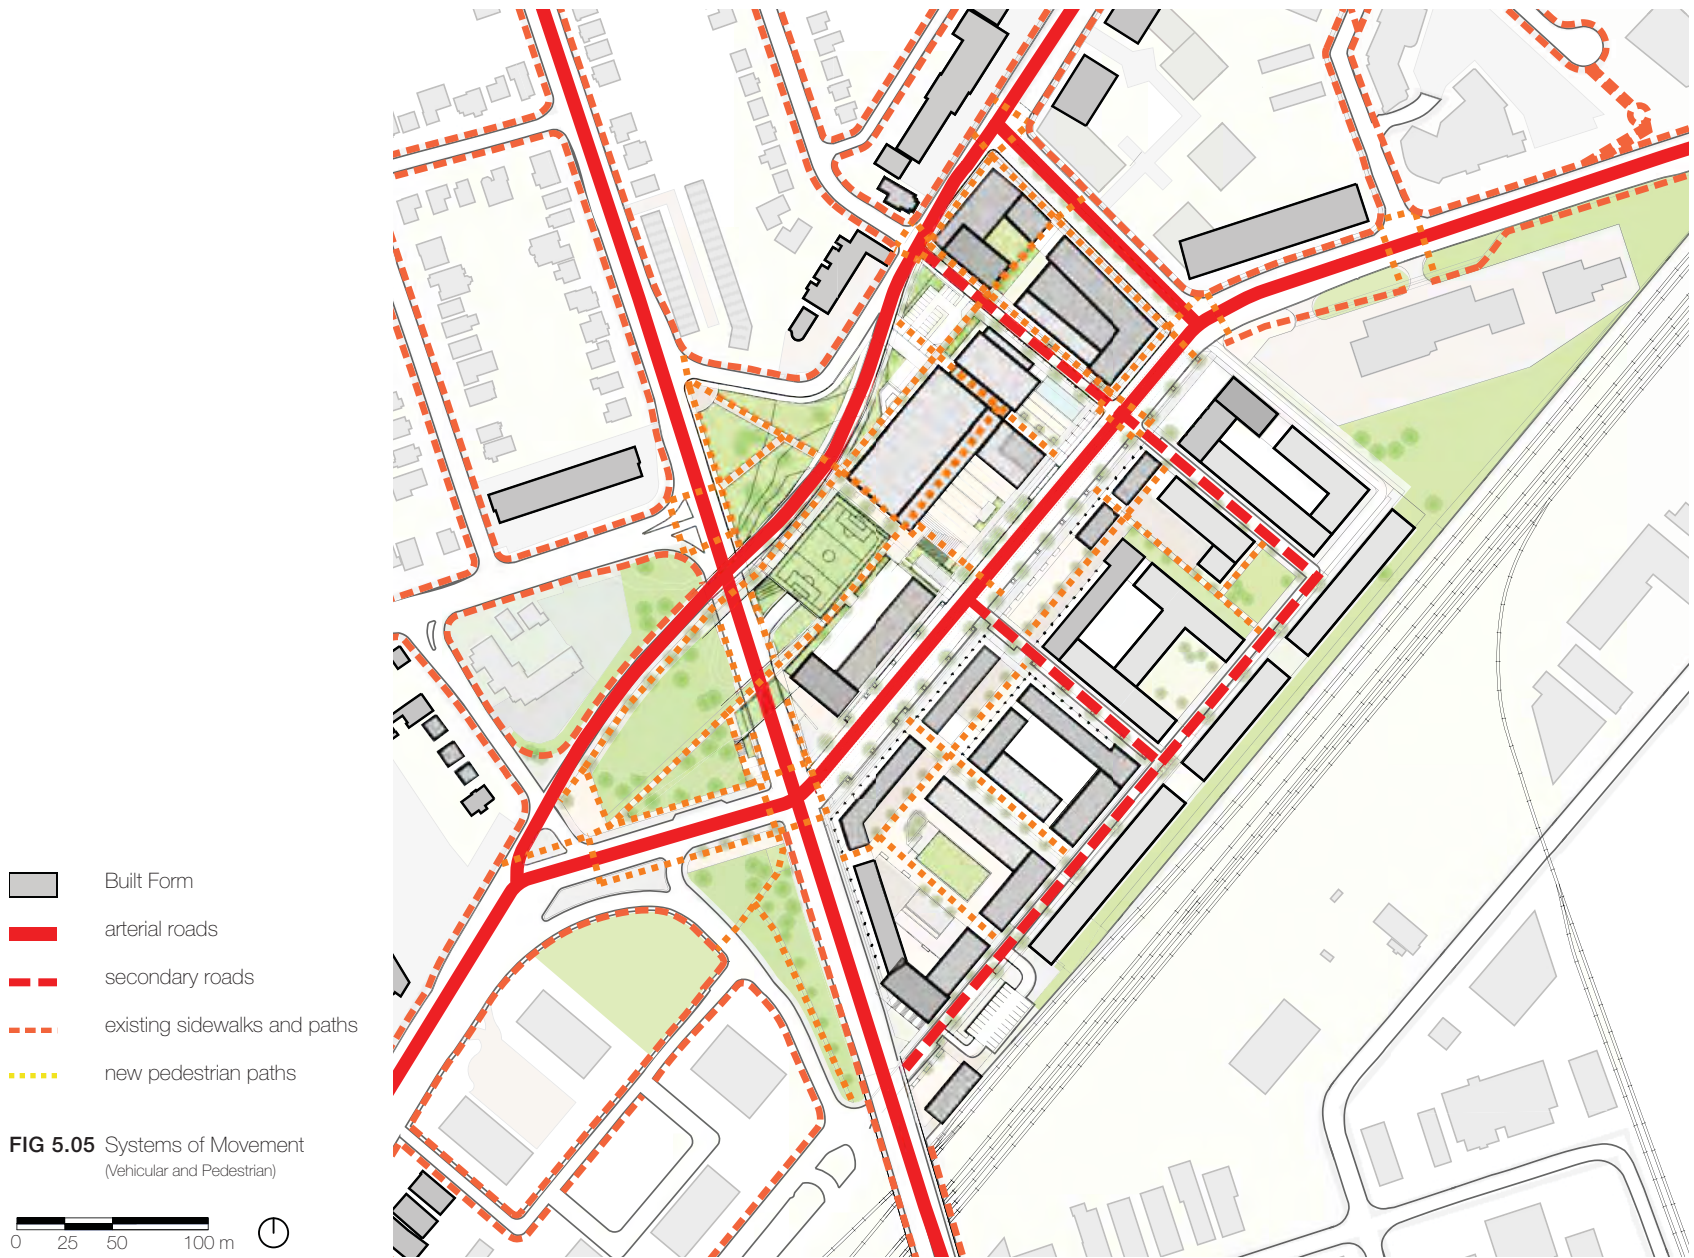 Built Form
arterial roads
secondary roads
existing sidewalks and paths
new pedestrian paths
FIG 5.05 Systems of Movement
(Vehicular and Pedestrian)
0 25 50 100 m